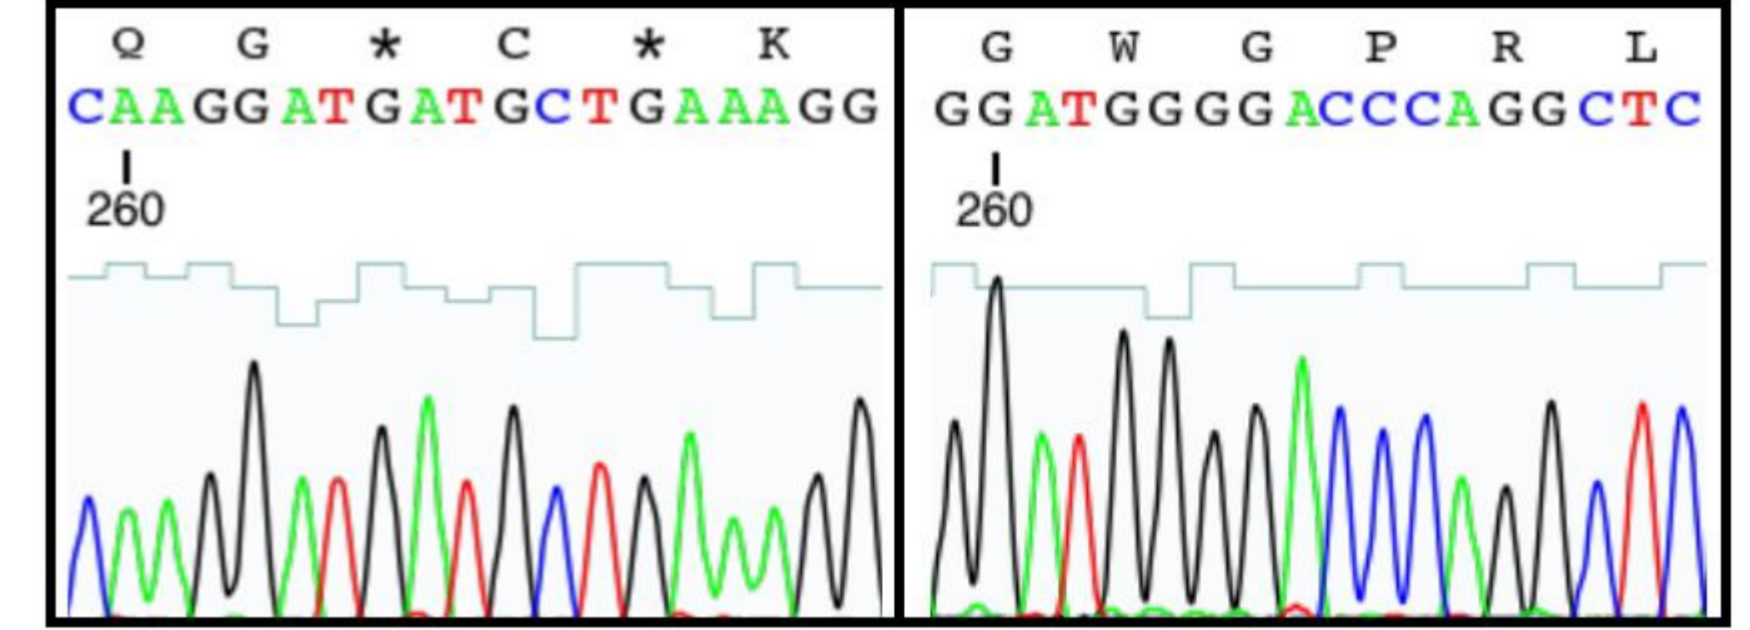 Q G * C * K
CAAGGATGATGCTGAAAGG
260
G W G P R L
GGATGGGGACCCAGGCTC
260